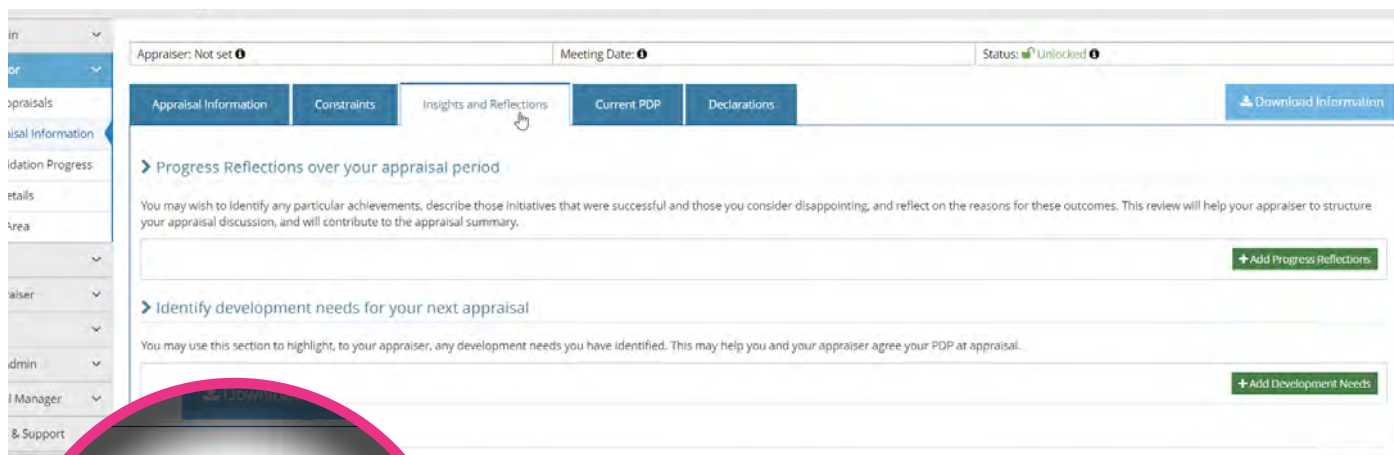 in
Appraiser: Not set
Meeting Date:
Status: Unlocked
or
Appraisal Information
Constraints
Insights and Reflections
Current PDP
Declarations
Download Information
ppraisals
aisal Information
idation Progress
etails
Area
aiser
dmin
l Manager
& Support
Progress Reflections over your appraisal period
You may wish to identify any particular achievements, describe those initiatives that were successful and those you consider disappointing, and reflect on the reasons for these outcomes. This review will help your appraiser to structure
your appraisal discussion, and will contribute to the appraisal summary.
+ Add Progress Reflections
Identify development needs for your next appraisal
You may use this section to highlight, to your appraiser, any development needs you have identified. This may help you and your appraiser agree your PDP at appraisal.
+ Add Development Needs